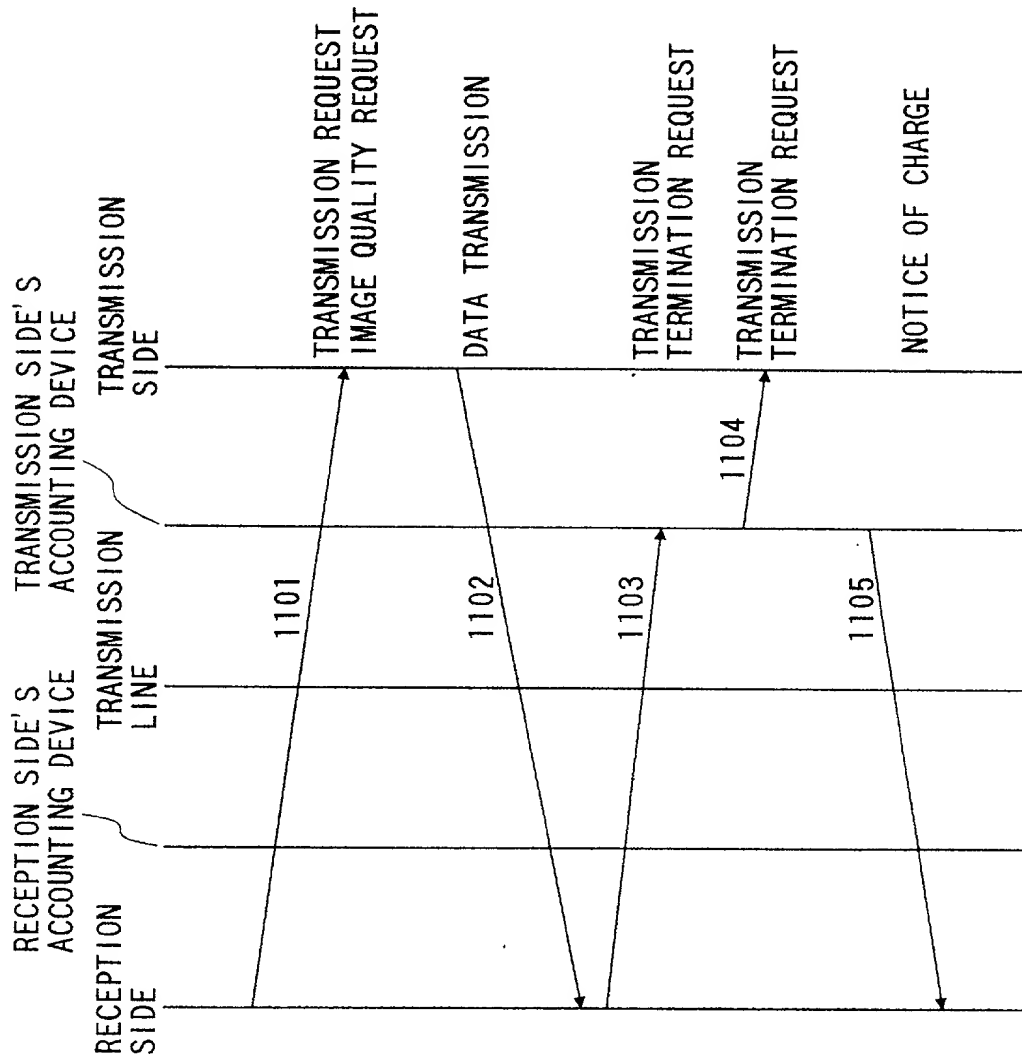 RECEPTION SIDE'S
ACCOUNTING DEVICE
TRANSMISSION SIDE'S
ACCOUNTING DEVICE
RECEPTION
SIDE
TRANSMISSION
LINE
TRANSMISSION
SIDE
1101
TRANSMISSION REQUEST
IMAGE QUALITY REQUEST
1102
DATA TRANSMISSION
1103
TRANSMISSION
TERMINATION REQUEST
1104
TRANSMISSION
TERMINATION REQUEST
1105
NOTICE OF CHARGE